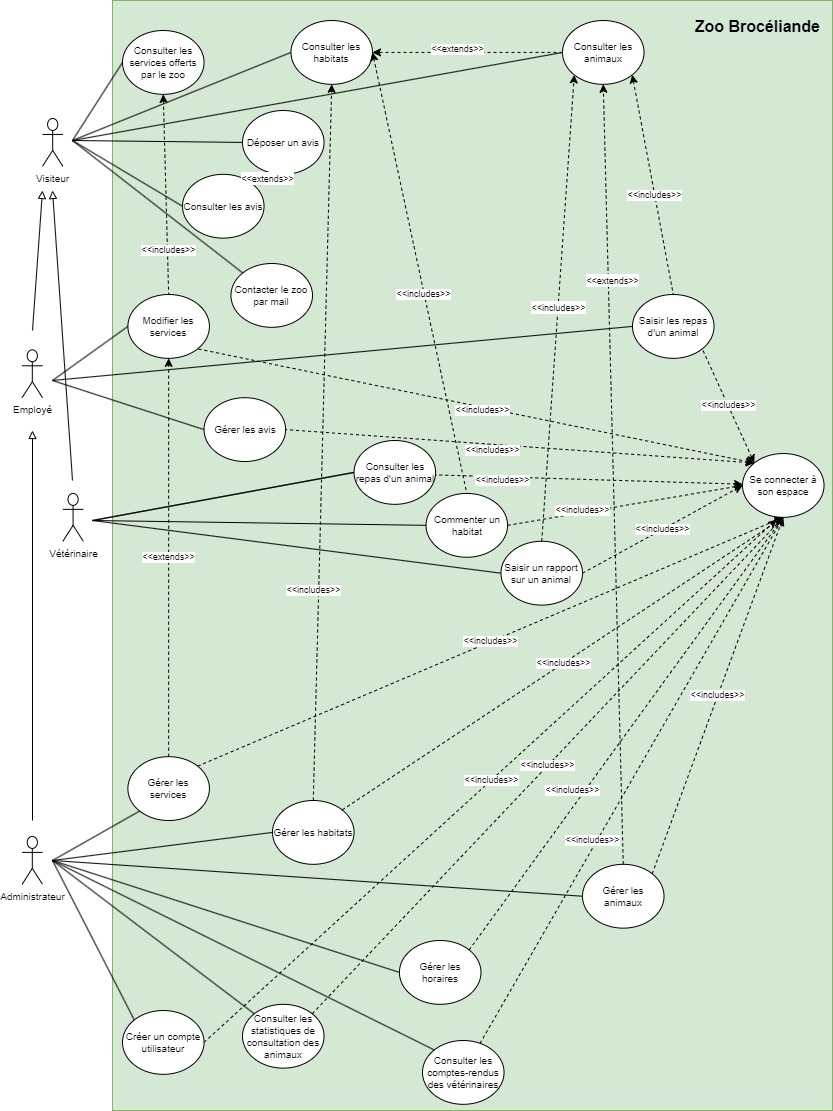 Zoo Brocéliande
Consulter les
services offerts
par le zoo
Consulter les
habitats
<<extends>>
Consulter les
animaux
Visiteur
Déposer un avis
<<extends>>
Consulter les avis
<<includes>>
<<includes>>
Contacter le zoo
par mail
<<includes>>
<<extends>>
<<includes>>
Modifier les
services
Saisir les repas
d'un animal
Employé
<<includes>>
<<includes>>
Gérer les avis
<<includes>>
Consulter les
repas d'un animal
<<includes>>
Se connecter à
son espace
Vétérinaire
Commenter un
habitat
<<includes>>
<<includes>>
<<extends>>
Saisir un rapport
sur un animal
<<includes>>
<<includes>>
<<includes>>
<<includes>>
<<includes>>
<<includes>>
<<includes>>
Gérer les
services
Gérer les habitats
<<includes>>
Administrateur
Gérer les
animaux
Gérer les
horaires
Créer un compte
utilisateur
Consulter les
statistiques de
consultation des
animaux
Consulter les
comptes-rendus
des vétérinaires